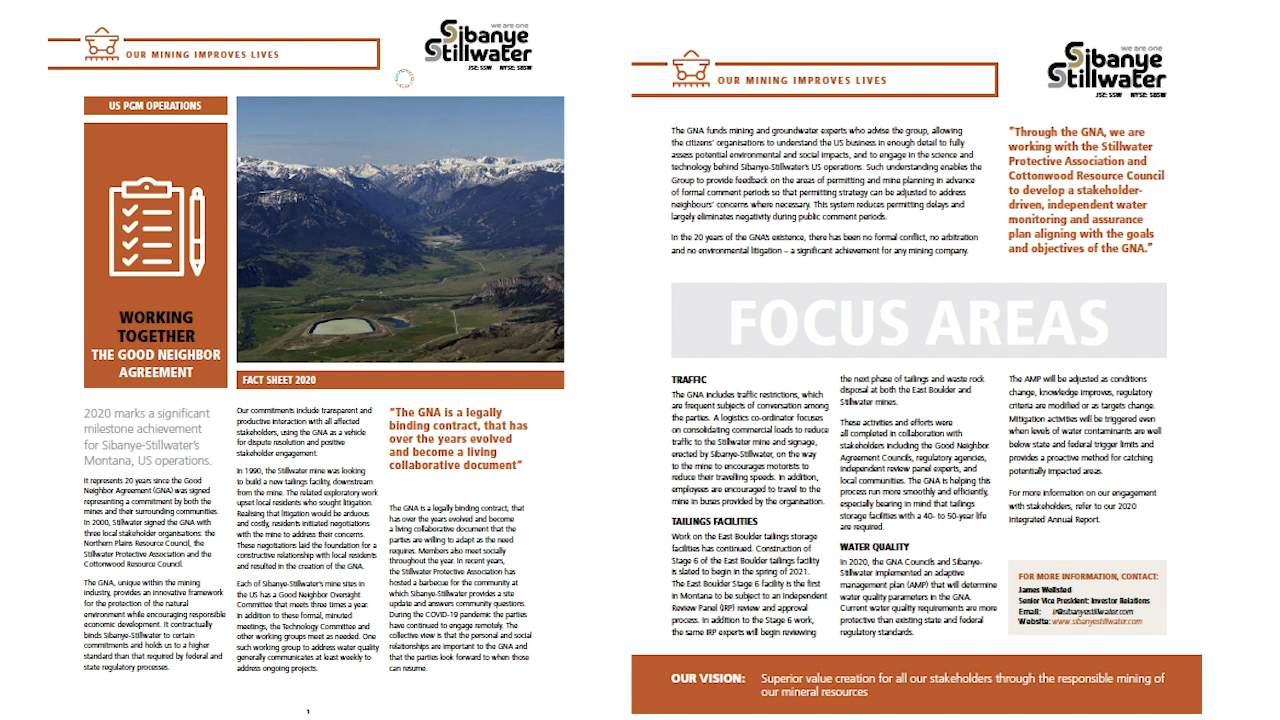 OUR MINING IMPROVES LIVES
we are one
Sibanye
Stillwater
JSE: SSW NYSE: SBSW
US PGM OPERATIONS
WORKING
TOGETHER
THE GOOD NEIGHBOR
AGREEMENT
FACT SHEET 2020
2020 marks a significant
milestone achievement
for Sibanye-Stillwater's
Montana, US operations.
It represents 20 years since the Good
Neighbor Agreement (GNA) was signed
representing a commitment by both the
mines and their surrounding communities.
In 2000, Stillwater signed the GNA with
three local stakeholder organisations: the
Northern Plains Resource Council, the
Stillwater Protective Association and the
Cottonwood Resource Council.
The GNA, unique within the mining
industry, provides an innovative framework
for the protection of the natural
environment while encouraging responsible
economic development. It contractually
binds Sibanye-Stillwater to certain
commitments and holds us to a higher
standard than that required by federal and
state regulatory processes.
Our commitments include transparent and
productive interaction with all affected
stakeholders, using the GNA as a vehicle
for dispute resolution and positive
stakeholder engagement.
In 1990, the Stillwater mine was looking
to build a new tailings facility, downstream
from the mine. The related exploratory work
upset local residents who sought litigation.
Realising that litigation would be arduous
and costly, residents initiated negotiations
with the mine to address their concerns.
These negotiations laid the foundation for a
constructive relationship with local residents
and resulted in the creation of the GNA.
Each of Sibanye-Stillwater's mine sites in
the US has a Good Neighbor Oversight
Committee that meets three times a year.
In addition to these formal, minuted
meetings, the Technology Committee and
other working groups meet as needed. One
such working group to address water quality
generally communicates at least weekly to
address ongoing projects.
"The GNA is a legally
binding contract, that has
over the years evolved
and become a living
collaborative document"
The GNA is a legally binding contract, that
has over the years evolved and become
a living collaborative document that the
parties are willing to adapt as the need
requires. Members also meet socially
throughout the year. In recent years,
the Stillwater Protective Association has
hosted a barbecue for the community at
which Sibanye-Stillwater provides a site
update and answers community questions.
During the COVID-19 pandemic the parties
have continued to engage remotely. The
collective view is that the personal and social
relationships are important to the GNA and
that the parties look forward to when those
can resume.
1
OUR MINING IMPROVES LIVES
we are one
Sibanye
Stillwater
JSE: SSW NYSE: SBSW
The GNA funds mining and groundwater experts who advise the group, allowing
the citizens' organisations to understand the US business in enough detail to fully
assess potential environmental and social impacts, and to engage in the science and
technology behind Sibanye-Stillwater's US operations. Such understanding enables the
Group to provide feedback on the areas of permitting and mine planning in advance
of formal comment periods so that permitting strategy can be adjusted to address
neighbours' concerns where necessary. This system reduces permitting delays and
largely eliminates negativity during public comment periods.
In the 20 years of the GNA's existence, there has been no formal conflict, no arbitration
and no environmental litigation – a significant achievement for any mining company.
"Through the GNA, we are
working with the Stillwater
Protective Association and
Cottonwood Resource Council
to develop a stakeholder-
driven, independent water
monitoring and assurance
plan aligning with the goals
and objectives of the GNA."
FOCUS AREAS
TRAFFIC
The GNA includes traffic restrictions, which
are frequent subjects of conversation among
the parties. A logistics co-ordinator focuses
on consolidating commercial loads to reduce
traffic to the Stillwater mine and signage,
erected by Sibanye-Stillwater, on the way
to the mine to encourages motorists to
reduce their travelling speeds. In addition,
employees are encouraged to travel to the
mine in buses provided by the organisation.
TAILINGS FACILITIES
Work on the East Boulder tailings storage
facilities has continued. Construction of
Stage 6 of the East Boulder tailings facility
is slated to begin in the spring of 2021.
The East Boulder Stage 6 facility is the first
in Montana to be subject to an Independent
Review Panel (IRP) review and approval
process. In addition to the Stage 6 work,
the same IRP experts will begin reviewing
the next phase of tailings and waste rock
disposal at both the East Boulder and
Stillwater mines.
These activities and efforts were
all completed in collaboration with
stakeholders including the Good Neighbor
Agreement Councils, regulatory agencies,
independent review panel experts, and
local communities. The GNA is helping this
process run more smoothly and efficiently,
especially bearing in mind that tailings
storage facilities with a 40- to 50-year life
are required.
WATER QUALITY
In 2020, the GNA Councils and Sibanye-
Stillwater implemented an adaptive
management plan (AMP) that will determine
water quality parameters in the GNA.
Current water quality requirements are more
protective than existing state and federal
regulatory standards.
The AMP will be adjusted as conditions
change, knowledge improves, regulatory
criteria are modified or as targets change.
Mitigation activities will be triggered even
when levels of water contaminants are well
below state and federal trigger limits and
provides a proactive method for catching
potentially impacted areas.
For more information on our engagement
with stakeholders, refer to our 2020
Integrated Annual Report.
FOR MORE INFORMATION, CONTACT:
James Wellsted
Senior Vice President: Investor Relations
Email: ir@sibanyestillwater.com
Website: www.sibanyestillwater.com
OUR VISION: Superior value creation for all our stakeholders through the responsible mining of
our mineral resources